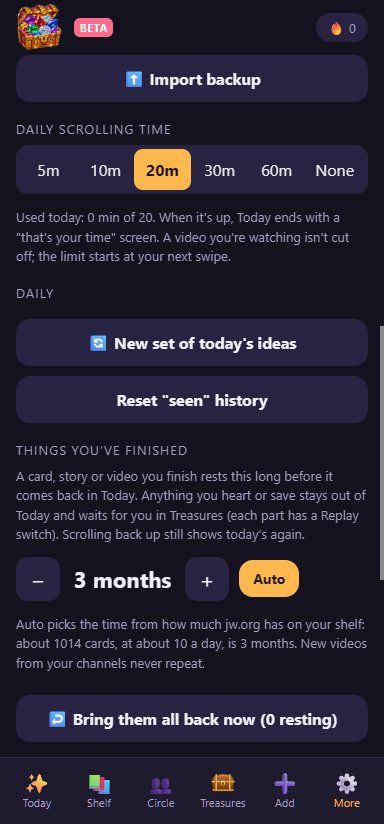 BETA
0
Import backup
DAILY SCROLLING TIME
5m 10m 20m 30m 60m None
Used today: 0 min of 20. When it's up, Today ends with a
"that's your time" screen. A video you're watching isn't cut
off; the limit starts at your next swipe.
DAILY
New set of today's ideas
Reset "seen" history
THINGS YOU'VE FINISHED
A card, story or video you finish rests this long before it
comes back in Today. Anything you heart or save stays out of
Today and waits for you in Treasures (each part has a Replay
switch). Scrolling back up still shows today's again.
– 3 months + Auto
Auto picks the time from how much jw.org has on your shelf:
about 1014 cards, at about 10 a day, is 3 months. New videos
from your channels never repeat.
Bring them all back now (0 resting)
Today Shelf Circle Treasures Add More